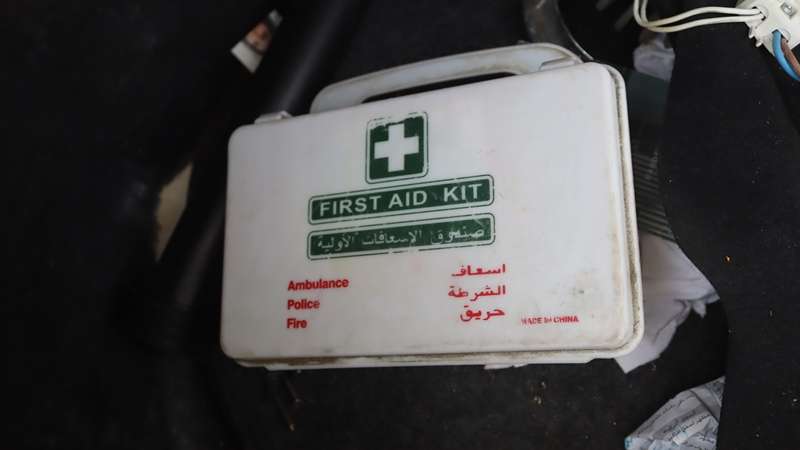 FIRST AID KIT
صندوق الإسعافات الأولية
Ambulance اسعاف
Police الشرطة
Fire حريق
MADE IN CHINA